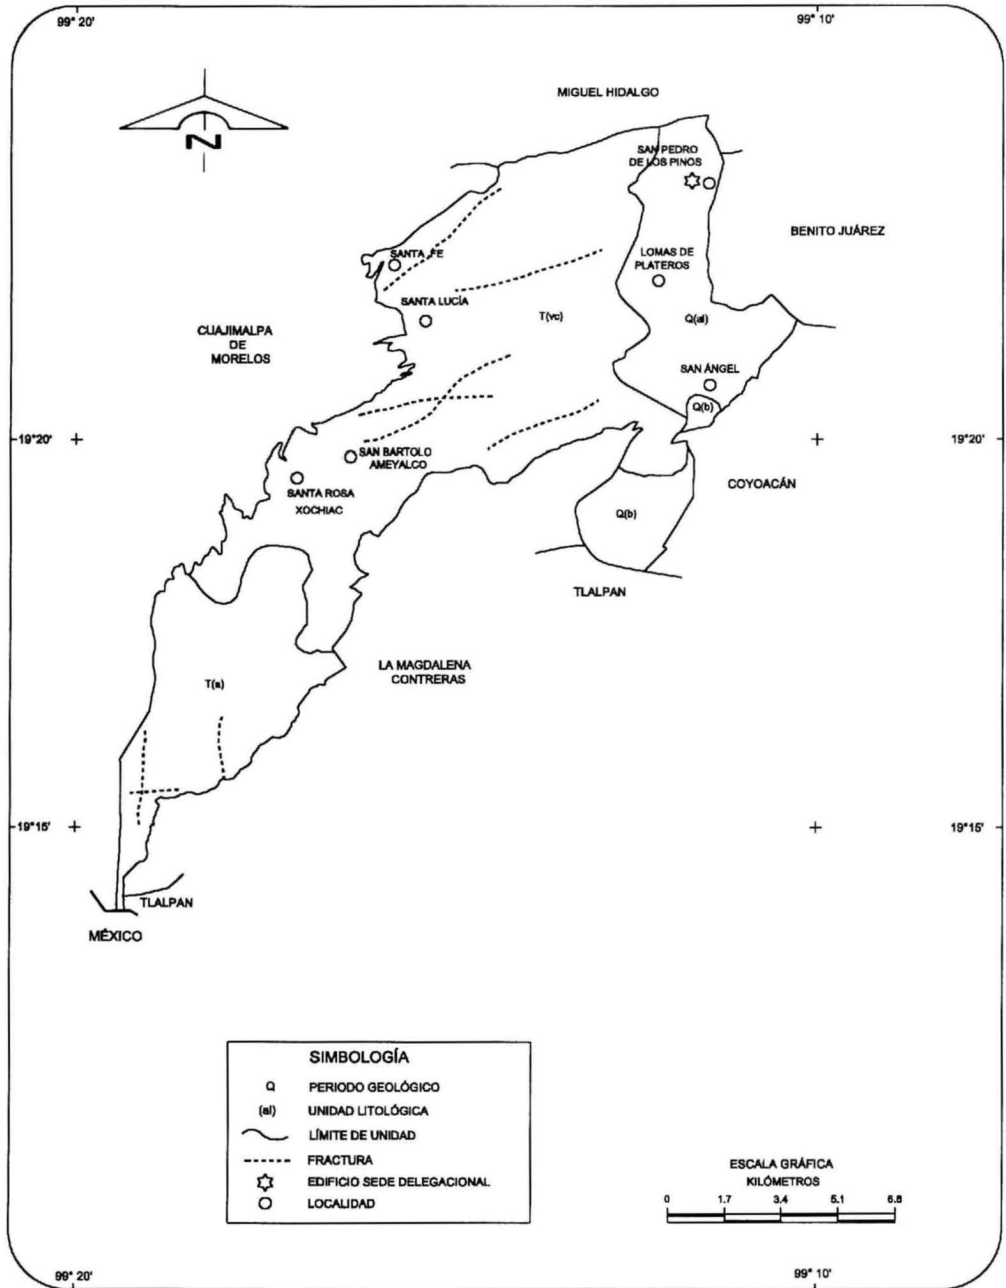 99° 20'
99° 10'
MIGUEL HIDALGO
N
SAN PEDRO
DE LOS PINOS
BENITO JUÁREZ
SANTA FE
LOMAS DE
PLATEROS
SANTA LUCÍA
T(vc)
Q(al)
CUAJIMALPA
DE
MORELOS
SAN ÁNGEL
Q(b)
19°20'
19°20'
SAN BARTOLO
AMEYALCO
COYOACÁN
SANTA ROSA
XOCHIAC
Q(b)
TLALPAN
LA MAGDALENA
CONTRERAS
T(a)
19°15'
19°15'
TLALPAN
MÉXICO
SIMBOLOGÍA
Q PERIODO GEOLÓGICO
(al) UNIDAD LITOLÓGICA
LÍMITE DE UNIDAD
FRACTURA
EDIFICIO SEDE DELEGACIONAL
LOCALIDAD
ESCALA GRÁFICA
KILÓMETROS
0 1.7 3.4 5.1 6.8
99° 20'
99° 10'